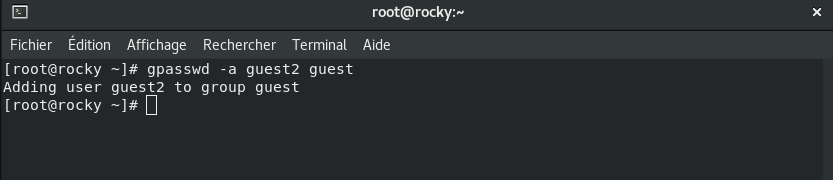 root@rocky:~
Fichier Édition Affichage Rechercher Terminal Aide
[root@rocky ~]# gpasswd -a guest2 guest
Adding user guest2 to group guest
[root@rocky ~]#